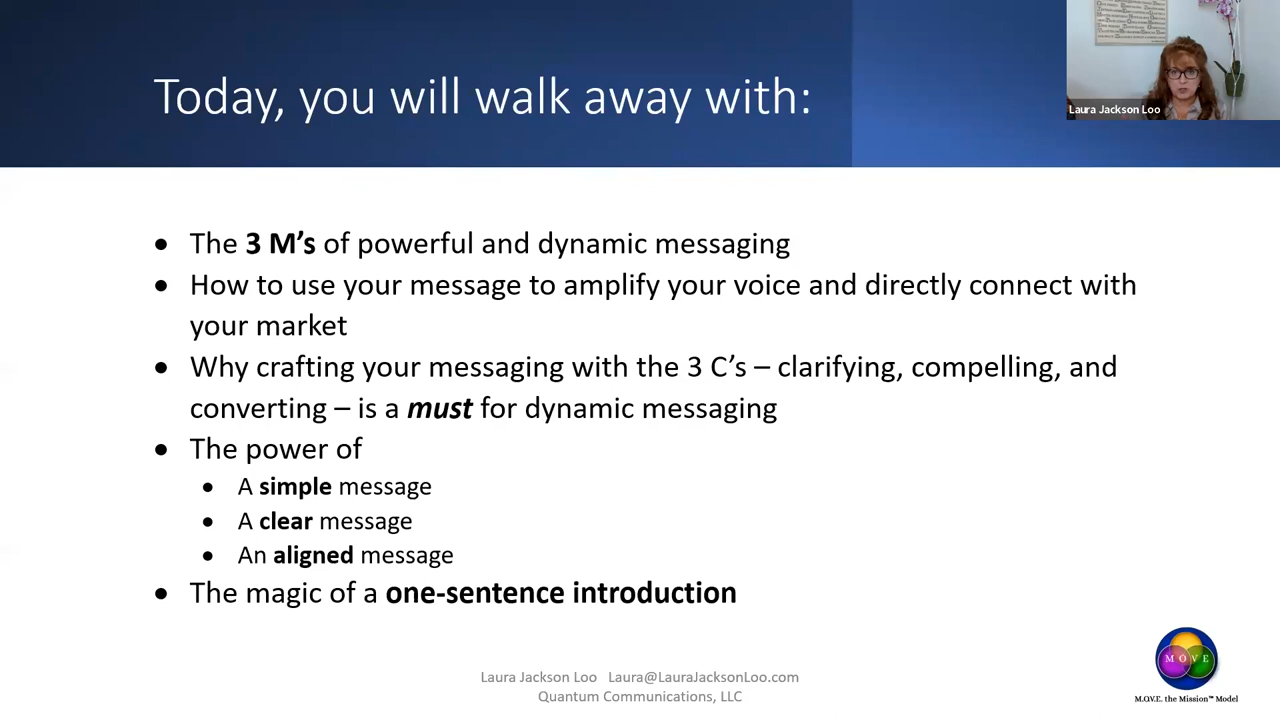 Today, you will walk away with:
Laura Jackson Loo
• The 3 M’s of powerful and dynamic messaging
• How to use your message to amplify your voice and directly connect with
your market
• Why crafting your messaging with the 3 C’s – clarifying, compelling, and
converting – is a must for dynamic messaging
• The power of
• A simple message
• A clear message
• An aligned message
• The magic of a one-sentence introduction
Laura Jackson Loo Laura@LauraJacksonLoo.com
Quantum Communications, LLC
M O V E
M.O.V.E. the Mission™ Model